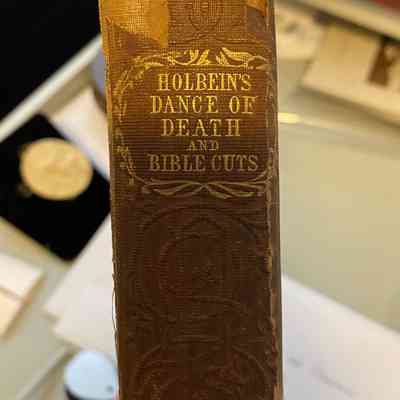 HOLBEIN'S
DANCE OF
DEATH
AND
BIBLE CUTS